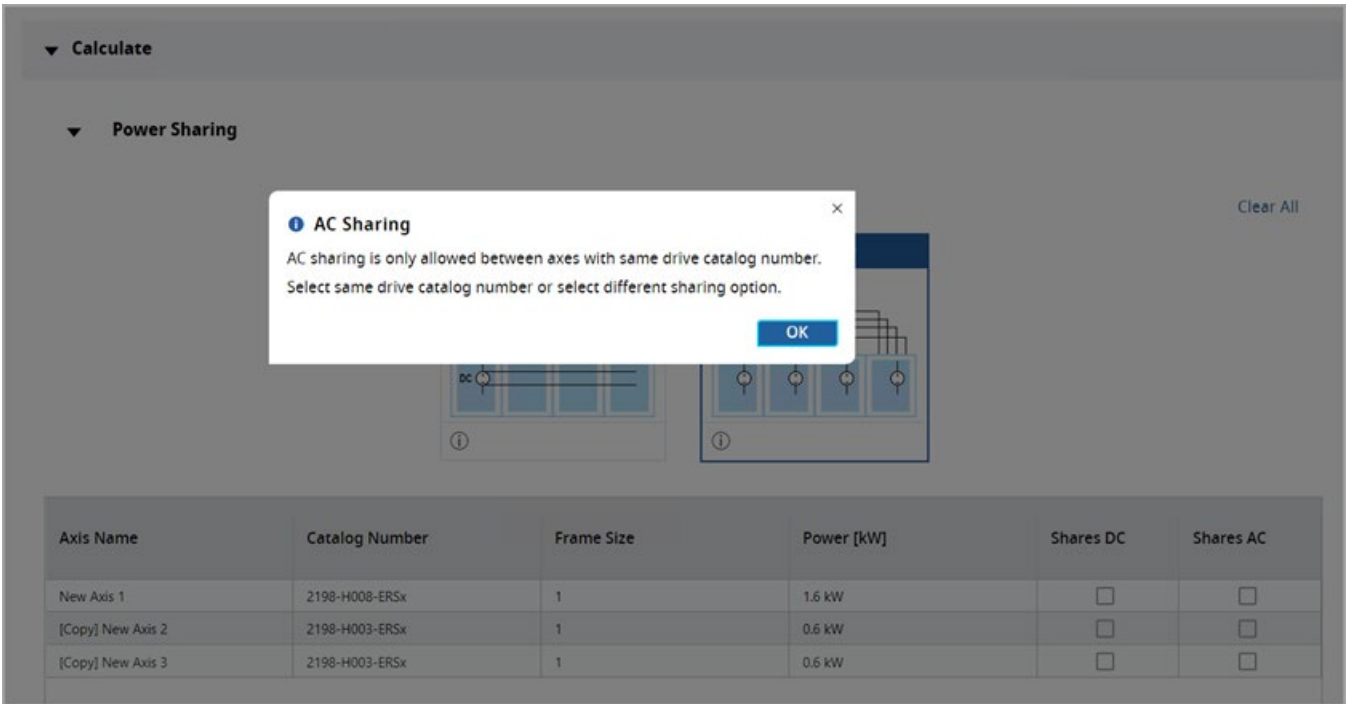 Calculate
Power Sharing
Clear All
AC Sharing
AC sharing is only allowed between axes with same drive catalog number.
Select same drive catalog number or select different sharing option.
OK
DC
Axis Name Catalog Number Frame Size Power [kW] Shares DC Shares AC
New Axis 1 2198-H008-ERSx 1 1.6 kW
[Copy] New Axis 2 2198-H003-ERSx 1 0.6 kW
[Copy] New Axis 3 2198-H003-ERSx 1 0.6 kW